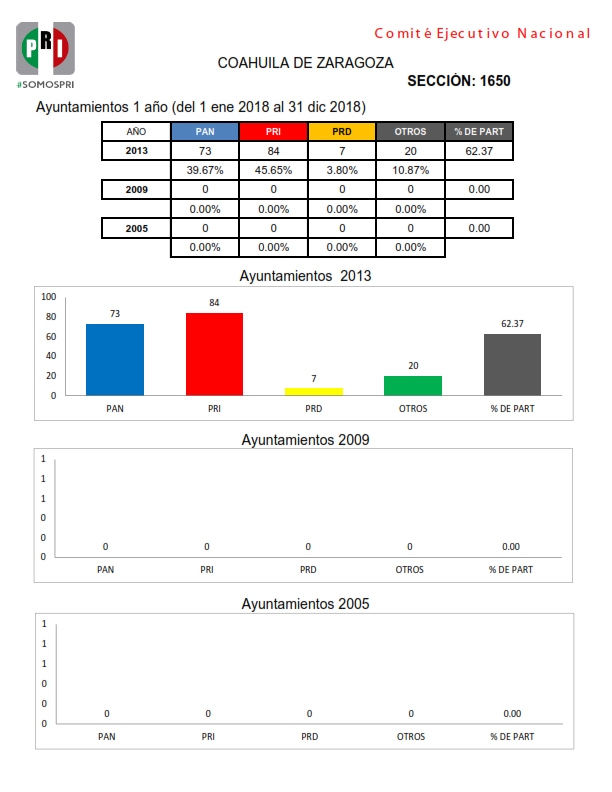 Comité Ejecutivo Nacional
PRI
#SOMOSPRI
COAHUILA DE ZARAGOZA
SECCIÓN: 1650
Ayuntamientos 1 año (del 1 ene 2018 al 31 dic 2018)
AÑO PAN PRI PRD OTROS % DE PART
2013 73 84 7 20 62.37
39.67% 45.65% 3.80% 10.87%
2009 0 0 0 0 0.00
0.00% 0.00% 0.00% 0.00%
2005 0 0 0 0 0.00
0.00% 0.00% 0.00% 0.00%
Ayuntamientos 2013
100
80
60
40
20
0
73 84 7 20 62.37
PAN PRI PRD OTROS % DE PART
Ayuntamientos 2009
1
1
1
0
0
0
0 0 0 0 0.00
PAN PRI PRD OTROS % DE PART
Ayuntamientos 2005
1
1
1
0
0
0
0 0 0 0 0.00
PAN PRI PRD OTROS % DE PART